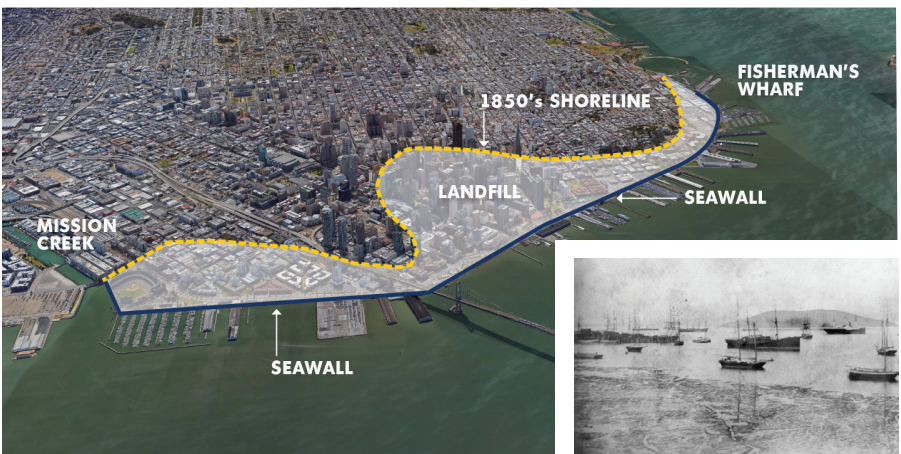 FISHERMAN'S
WHARF
1850's SHORELINE
LANDFILL
SEAWALL
MISSION
CREEK
SEAWALL